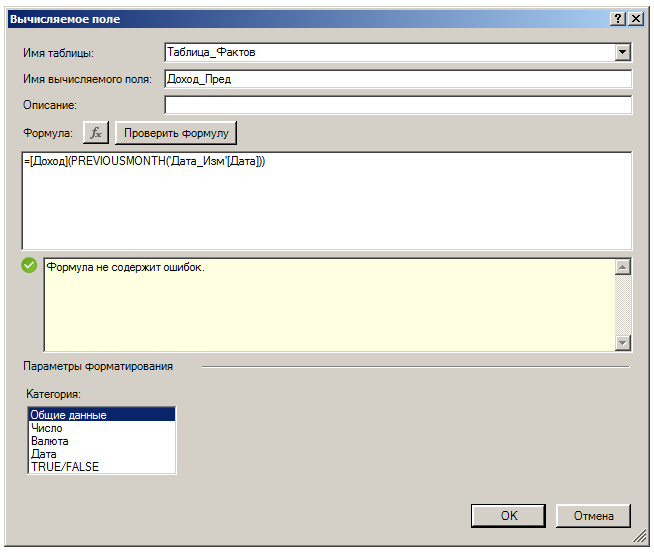 Вычисляемое поле
Имя таблицы: Таблица_Фактов
Имя вычисляемого поля: Доход_Пред
Описание:
Формула: fx Проверить формулу
=[Доход](PREVIOUSMONTH('Дата_Изм'[Дата]))
Формула не содержит ошибок.
Параметры форматирования
Категория:
Общие данные
Число
Валюта
Дата
TRUE/FALSE
OK Отмена